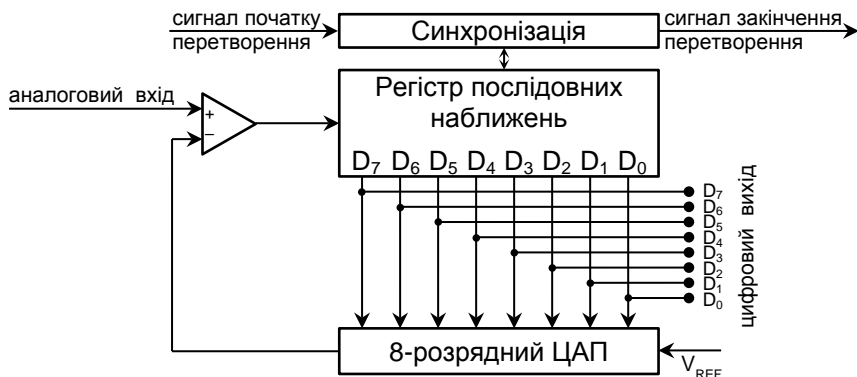 сигнал початку
перетворення
Синхронізація
сигнал закінчення
перетворення
аналоговий вхід
+
−
Регістр послідовних
наближень
D7 D6 D5 D4 D3 D2 D1 D0
D7
D6
D5
D4
D3
D2
D1
D0
цифровий вихід
8-розрядний ЦАП
VREF